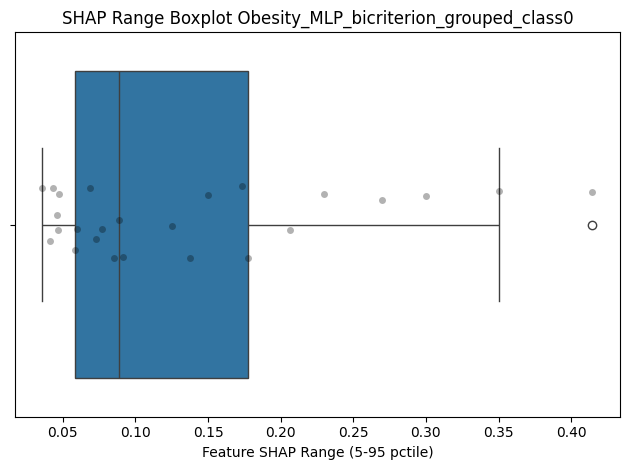 SHAP Range Boxplot Obesity_MLP_bicriterion_grouped_class0
0.05 0.10 0.15 0.20 0.25 0.30 0.35 0.40
Feature SHAP Range (5-95 pctile)